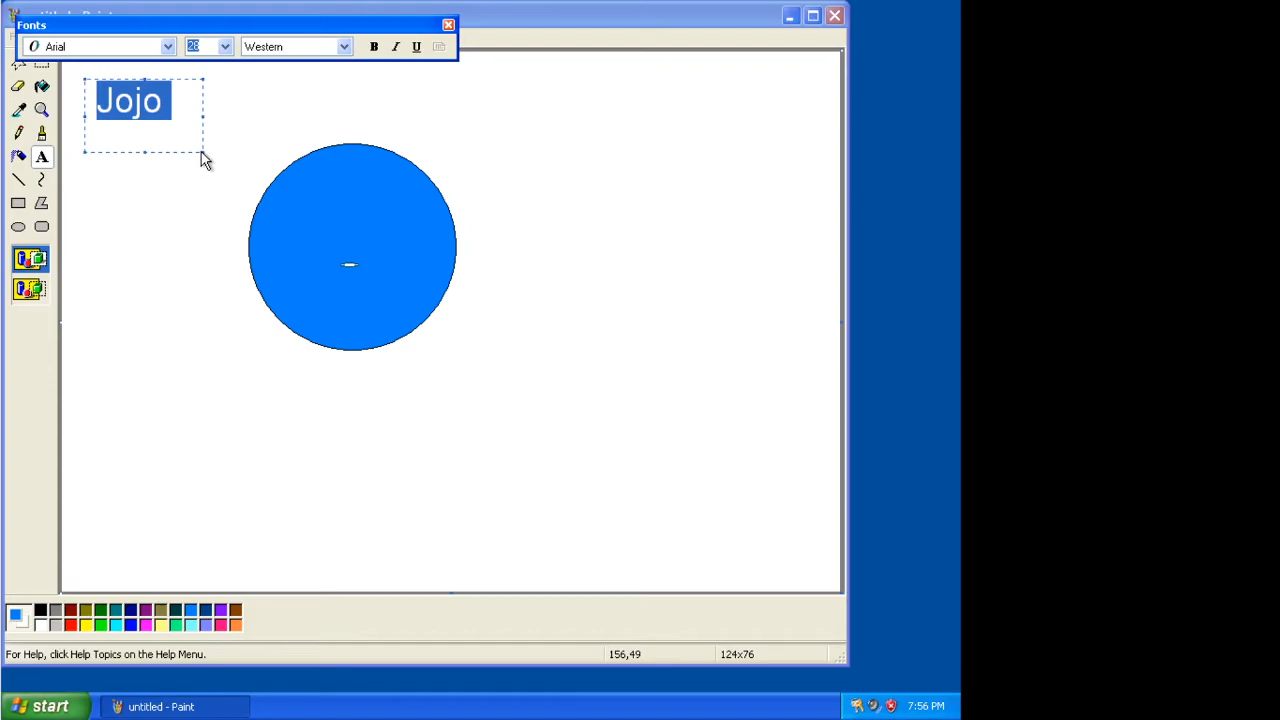 Fonts
Arial 28 Western B I U
Jojo
A
For Help, click Help Topics on the Help Menu. 156,49 124x76
start untitled - Paint 7:56 PM